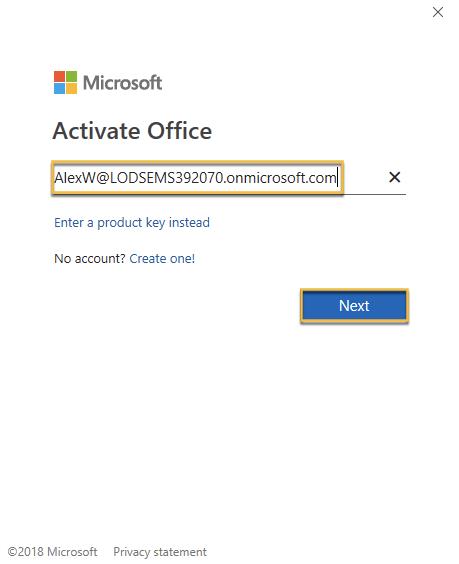 Microsoft
Activate Office
AlexW@LODSEMS392070.onmicrosoft.com
Enter a product key instead
No account? Create one!
Next
©2018 Microsoft Privacy statement